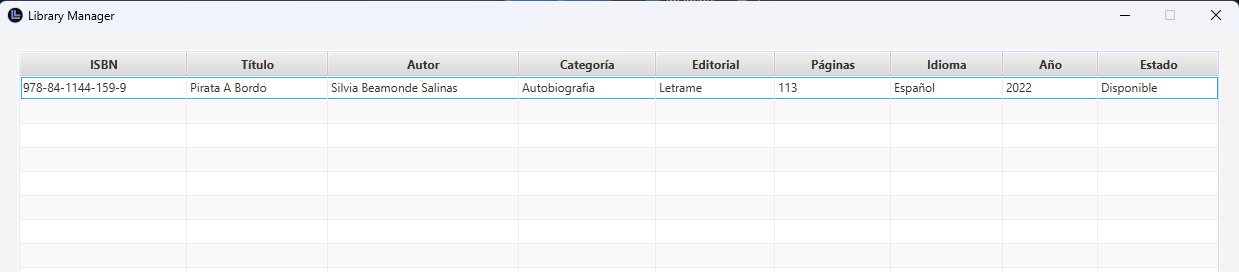 Library Manager
ISBN Título Autor Categoría Editorial Páginas Idioma Año Estado
978-84-1144-159-9 Pirata A Bordo Silvia Beamonde Salinas Autobiografia Letrame 113 Español 2022 Disponible